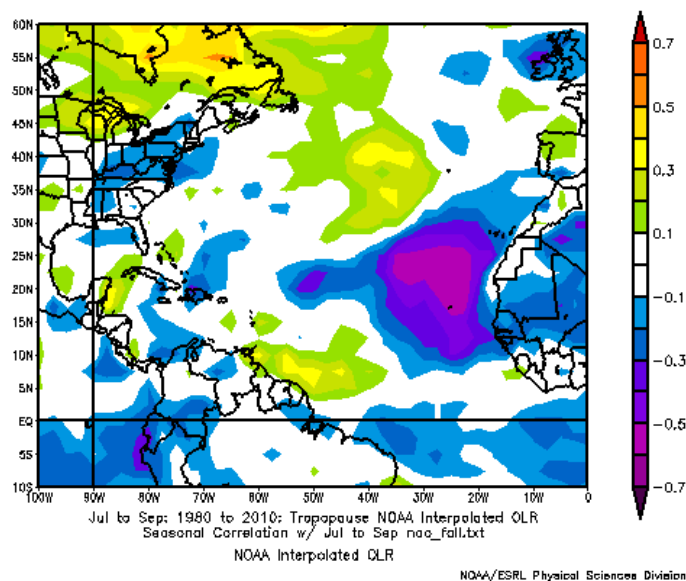 60N
55N
50N
45N
40N
35N
30N
25N
20N
15N
10N
5N
EQ
5S
10S
100W 90W 80W 70W 60W 50W 40W 30W 20W 10W 0
0.7
0.5
0.3
0.1
-0.1
-0.3
-0.5
-0.7
Jul to Sep: 1980 to 2010: Tropopause NOAA Interpolated OLR
Seasonal Correlation w/ Jul to Sep nao_fall.txt
NOAA Interpolated OLR
NOAA/ESRL Physical Sciences Division